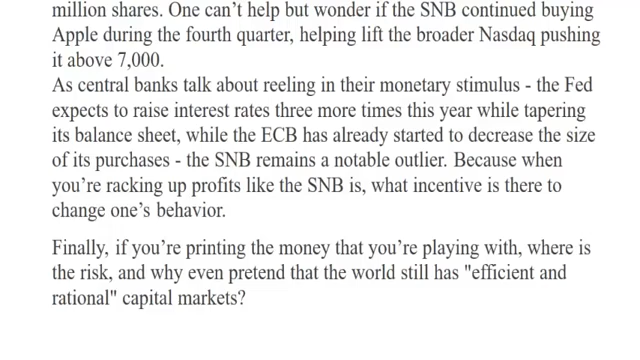 million shares. One can’t help but wonder if the SNB continued buying
Apple during the fourth quarter, helping lift the broader Nasdaq pushing
it above 7,000.
As central banks talk about reeling in their monetary stimulus - the Fed
expects to raise interest rates three more times this year while tapering
its balance sheet, while the ECB has already started to decrease the size
of its purchases - the SNB remains a notable outlier. Because when
you’re racking up profits like the SNB is, what incentive is there to
change one’s behavior.
Finally, if you’re printing the money that you’re playing with, where is
the risk, and why even pretend that the world still has "efficient and
rational" capital markets?